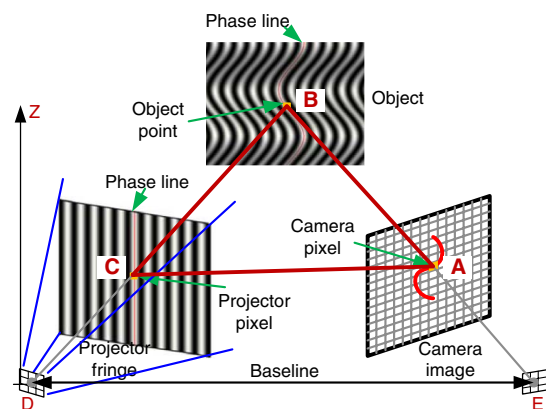 Phase line
Z
B
Object
Object
point
Phase line
Camera
pixel
C
A
Projector
pixel
Projector
fringe
Camera
image
Baseline
D
E